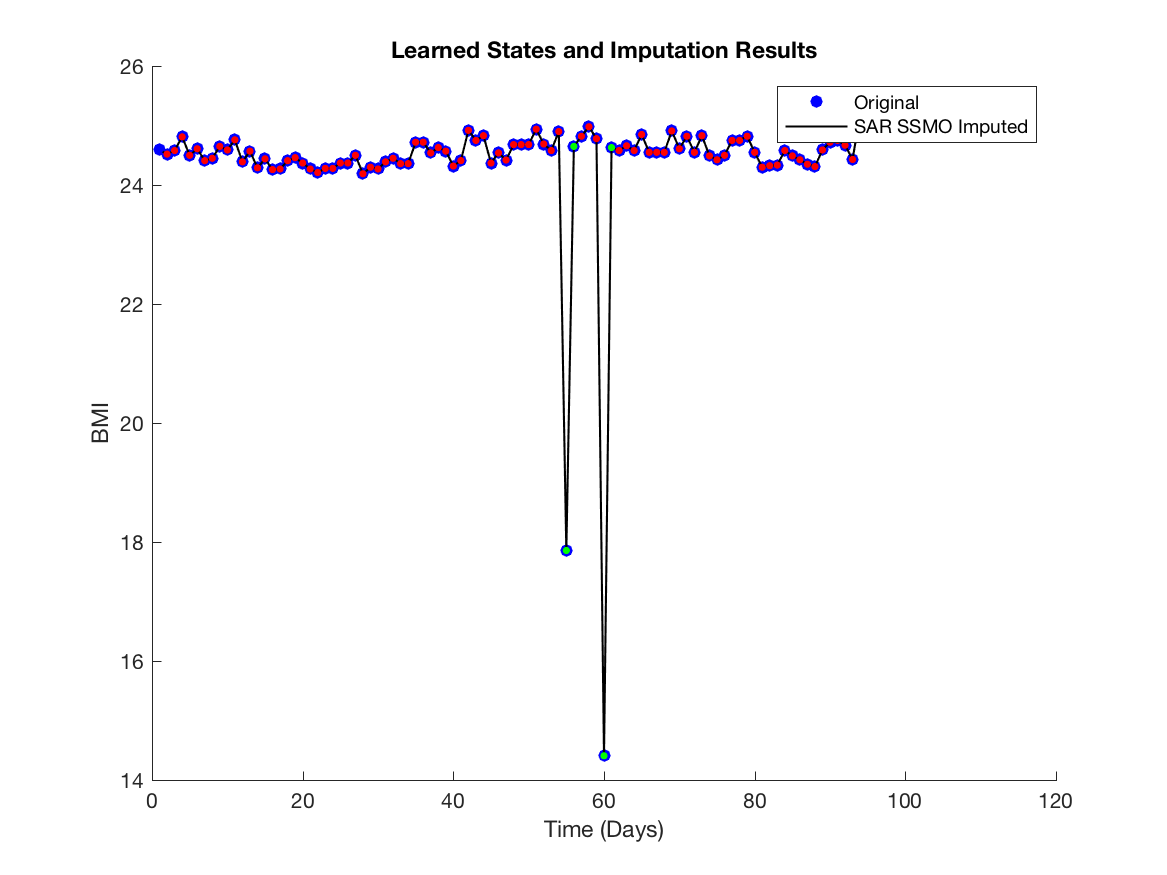 Learned States and Imputation Results
Original
SAR SSMO Imputed
BMI
26
24
22
20
18
16
14
0 20 40 60 80 100 120
Time (Days)